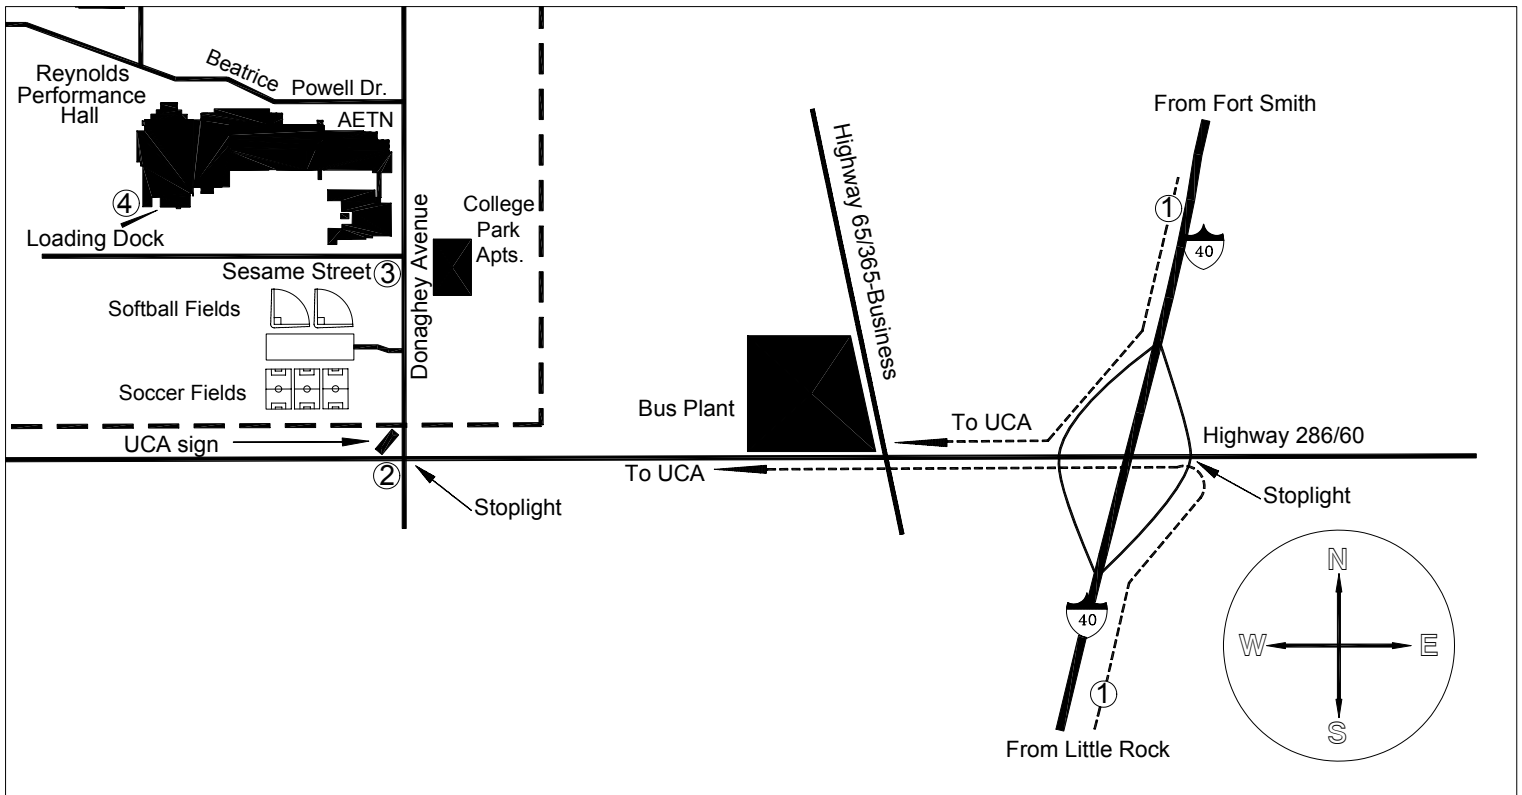 Reynolds
Performance
Hall
Beatrice
Powell Dr.
AETN
4
Loading Dock
Sesame Street
3
Donaghey Avenue
College
Park
Apts.
Softball Fields
Soccer Fields
UCA sign
2
Stoplight
Bus Plant
Highway 65/365-Business
To UCA
To UCA
From Fort Smith
1
40
Highway 286/60
Stoplight
40
1
From Little Rock
N
W
E
S